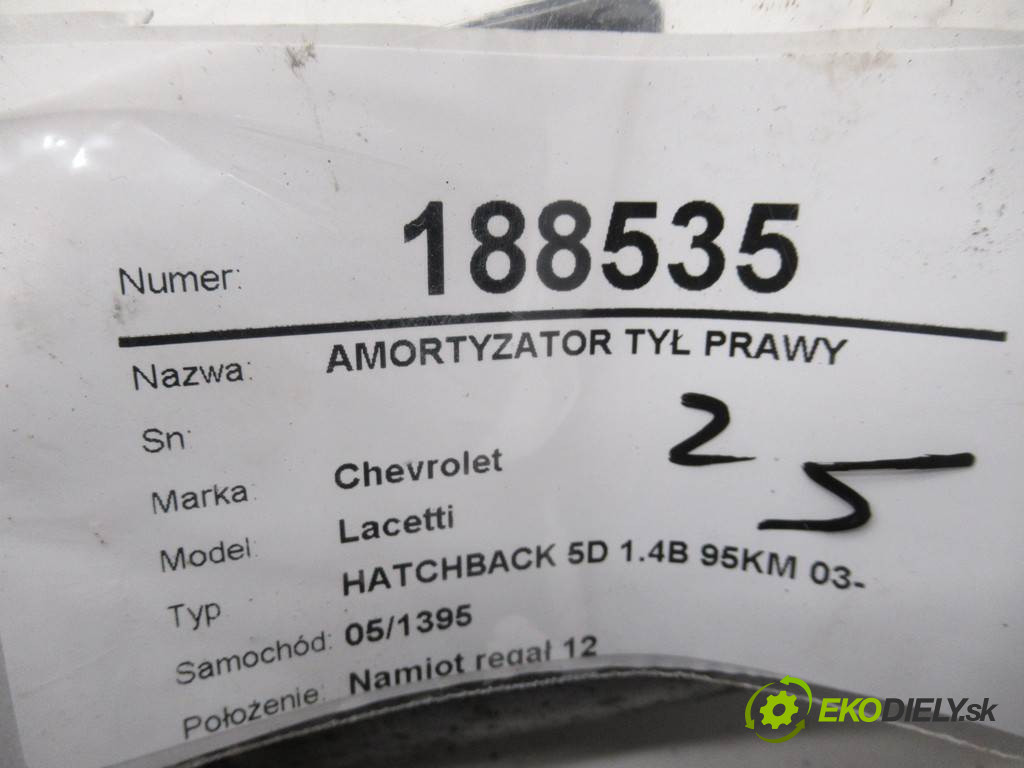 Numer: 188535
Nazwa: AMORTYZATOR TYŁ PRAWY
Sn:
Marka: Chevrolet
Model: Lacetti
Typ HATCHBACK 5D 1.4B 95KM 03-
Samochód: 05/1395
Położenie: Namiot regał 12
2 5
EKODIELY.sk